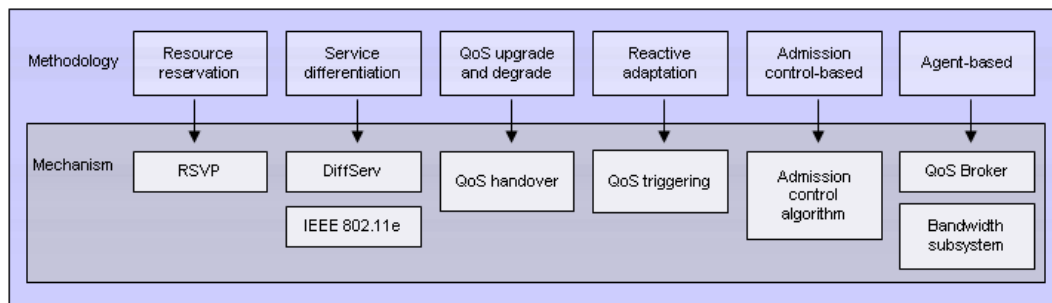 Methodology
Resource
reservation
Service
differentiation
QoS upgrade
and degrade
Reactive
adaptation
Admission
control-based
Agent-based
Mechanism
RSVP
DiffServ
IEEE 802.11e
QoS handover
QoS triggering
Admission
control
algorithm
QoS Broker
Bandwidth
subsystem